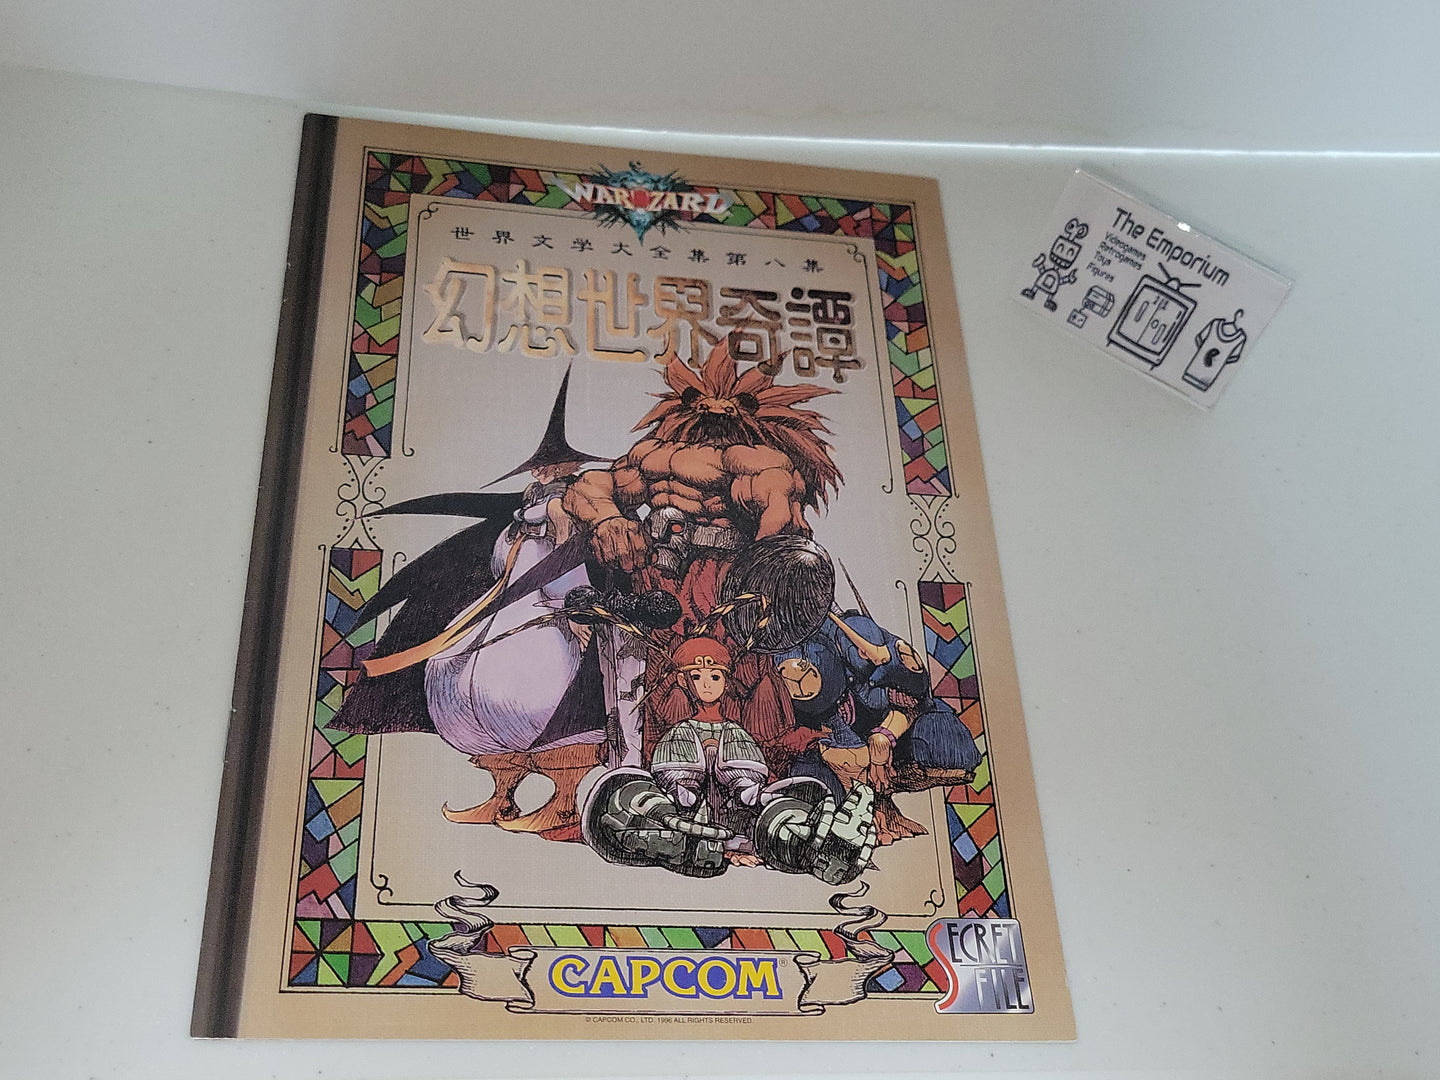 WARZARD
世界文学大全集第八集
幻想世界奇譚
CAPCOM®
SECRET FILE
© CAPCOM CO., LTD. 1996 ALL RIGHTS RESERVED.
The Emporium
Videogames
Retrogames
Toys
Figures